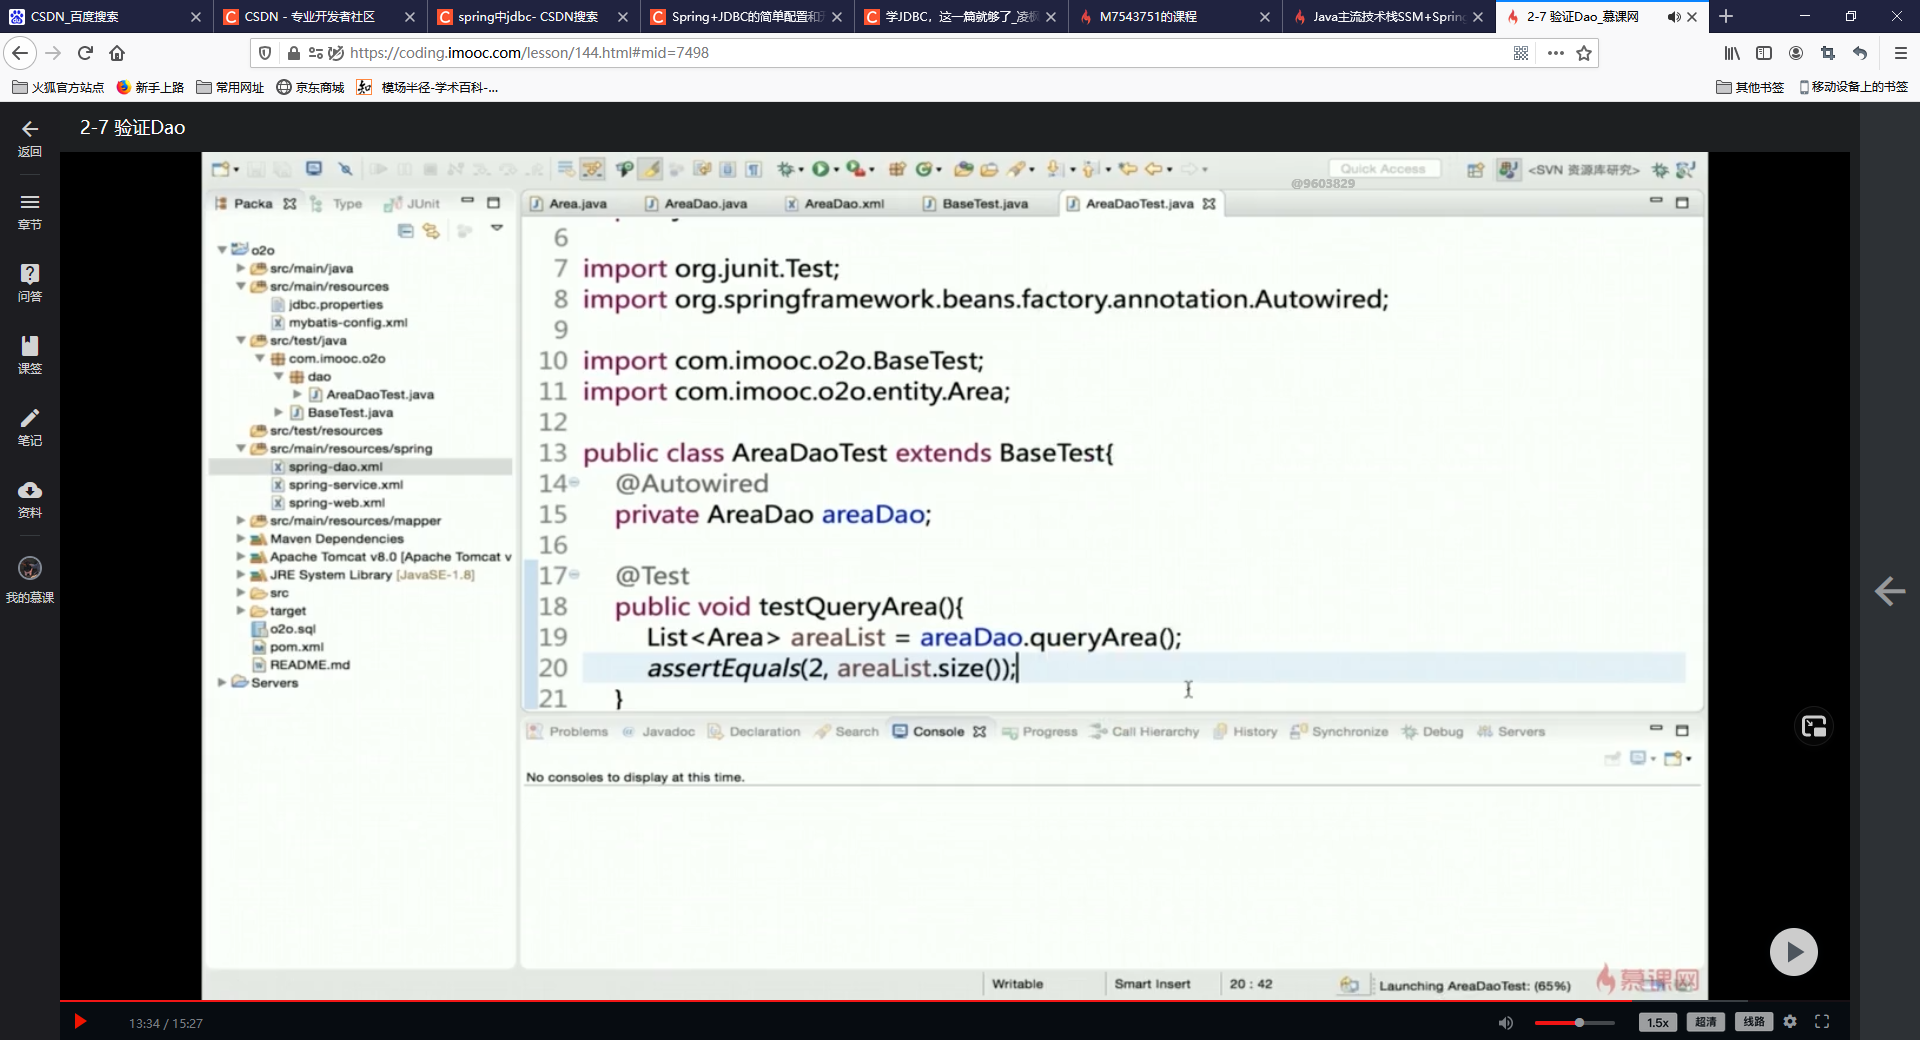 CSDN_百度搜索
CSDN - 专业开发者社区
spring中jdbc- CSDN搜索
Spring+JDBC的简单配置和
学JDBC，这一篇就够了_凌
M7543751的课程
Java主流技术栈SSM+Spring
2-7 验证Dao_慕课网
https://coding.imooc.com/lesson/144.html#mid=7498
火狐官方站点
新手上路
常用网址
京东商城
模场半径-学术百科-...
其他书签
移动设备上的书签
返回
2-7 验证Dao
章节
问答
课签
笔记
资料
我的慕课
Quick Access
<SVN 资源库研究>
@9603829
Packa
Type
JUnit
Area.java
AreaDao.java
AreaDao.xml
BaseTest.java
AreaDaoTest.java
o2o
src/main/java
src/main/resources
jdbc.properties
mybatis-config.xml
src/test/java
com.imooc.o2o
dao
AreaDaoTest.java
BaseTest.java
src/test/resources
src/main/resources/spring
spring-dao.xml
spring-service.xml
spring-web.xml
src/main/resources/mapper
Maven Dependencies
Apache Tomcat v8.0 [Apache Tomcat v
JRE System Library [JavaSE-1.8]
src
target
o2o.sql
pom.xml
README.md
Servers
6
7 import org.junit.Test;
8 import org.springframework.beans.factory.annotation.Autowired;
9
10 import com.imooc.o2o.BaseTest;
11 import com.imooc.o2o.entity.Area;
12
13 public class AreaDaoTest extends BaseTest{
14 @Autowired
15 private AreaDao areaDao;
16
17 @Test
18 public void testQueryArea(){
19 List<Area> areaList = areaDao.queryArea();
20 assertEquals(2, areaList.size());
21 }
Problems
Javadoc
Declaration
Search
Console
Progress
Call Hierarchy
History
Synchronize
Debug
Servers
No consoles to display at this time.
Writable
Smart Insert
20 : 42
Launching AreaDaoTest: (65%)
慕课网
13:34 / 15:27
1.5x
超清
线路